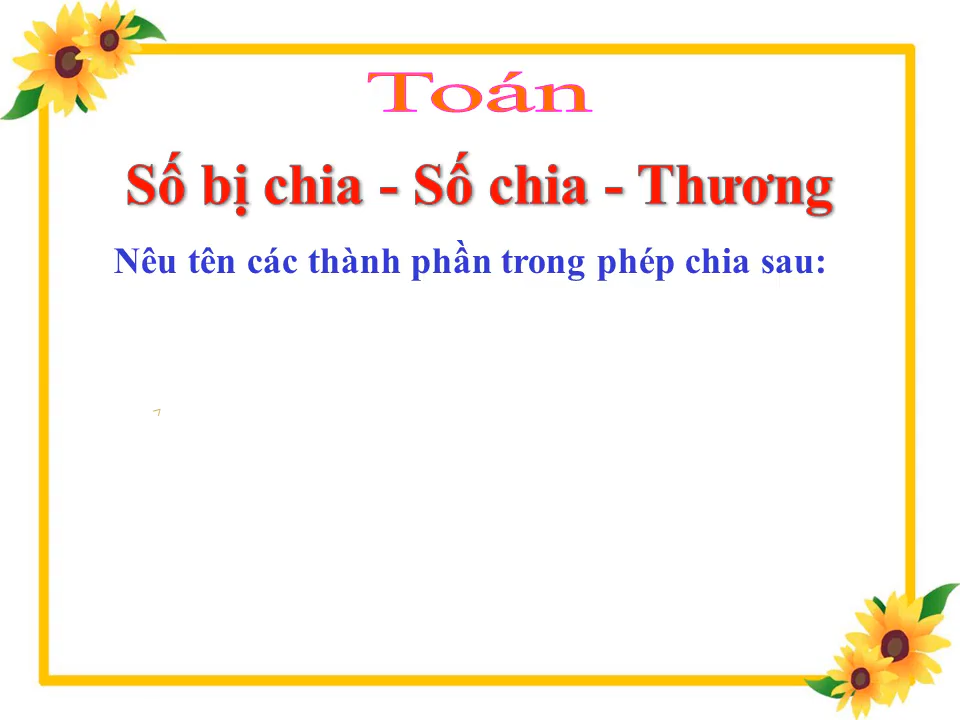 Toán
Số bị chia - Số chia - Thương
Nêu tên các thành phần trong phép chia sau: